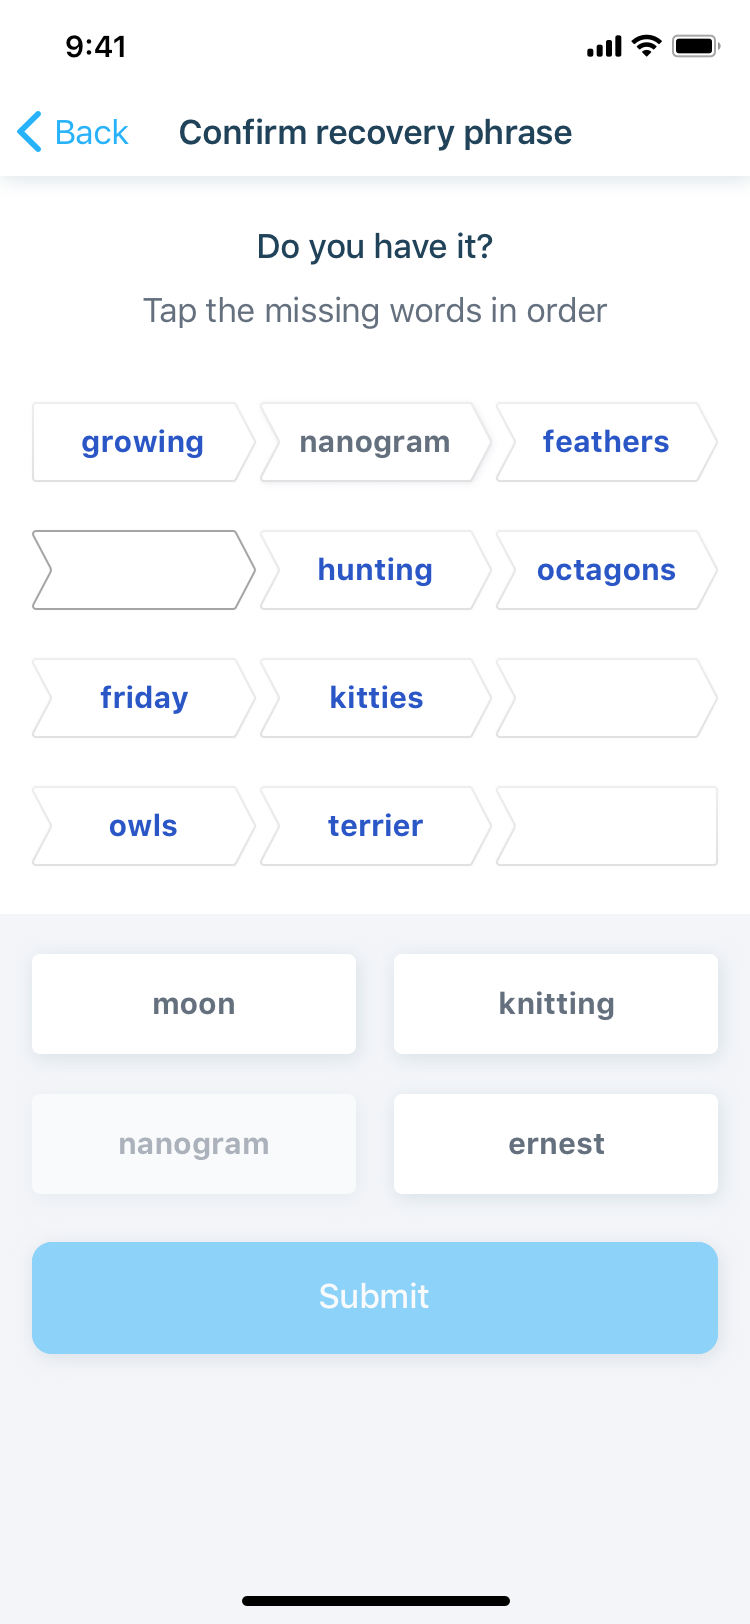 9:41
Back Confirm recovery phrase
Do you have it?
Tap the missing words in order
growing nanogram feathers
hunting octagons
friday kitties
owls terrier
moon knitting
nanogram ernest
Submit